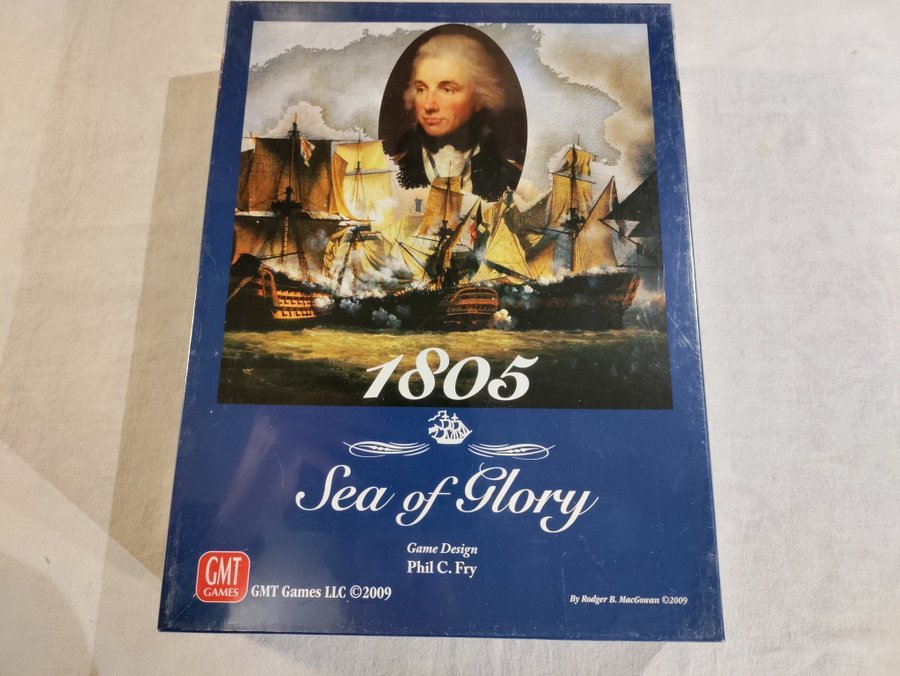 1805
Sea of Glory
Game Design
Phil C. Fry
GMT
GAMES
GMT Games LLC ©2009
By Rodger B. MacGowan ©2009